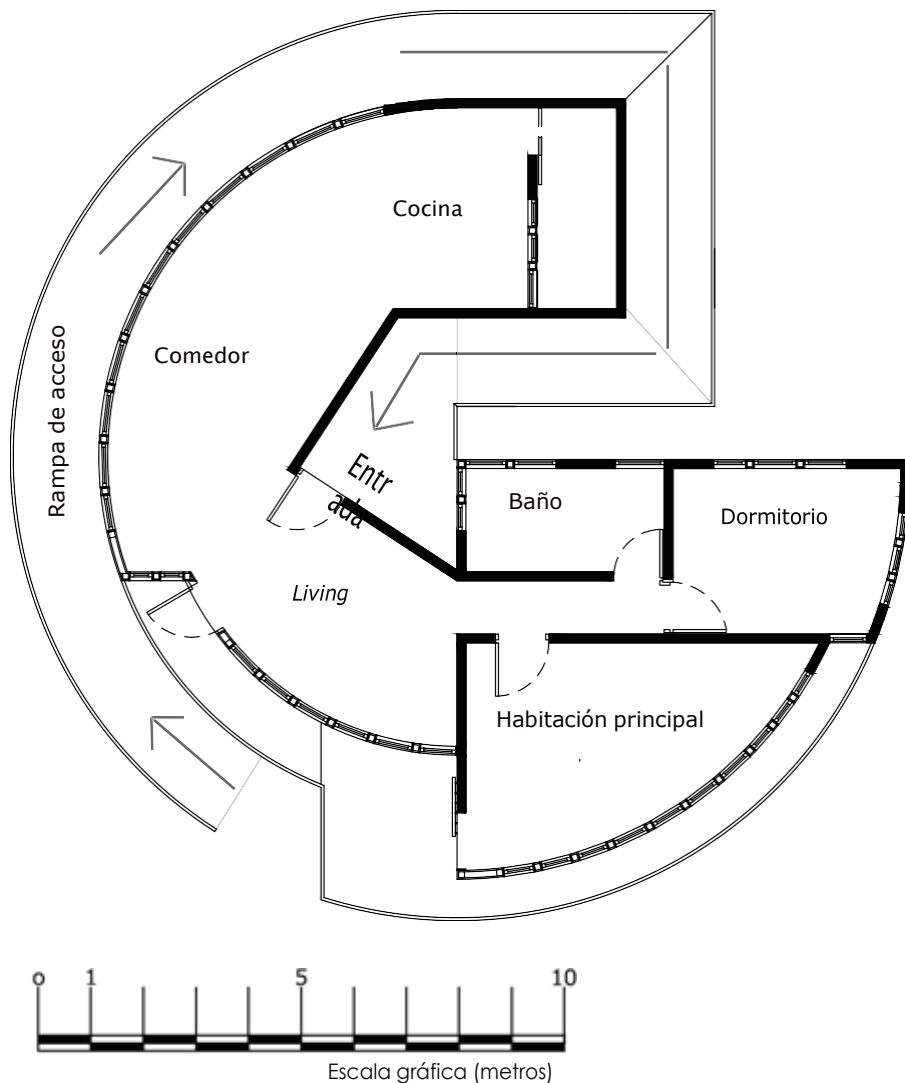 Cocina
Comedor
Rampa de acceso
Entr
ada
Baño
Dormitorio
Living
Habitación principal
0 1 5 10
Escala gráfica (metros)